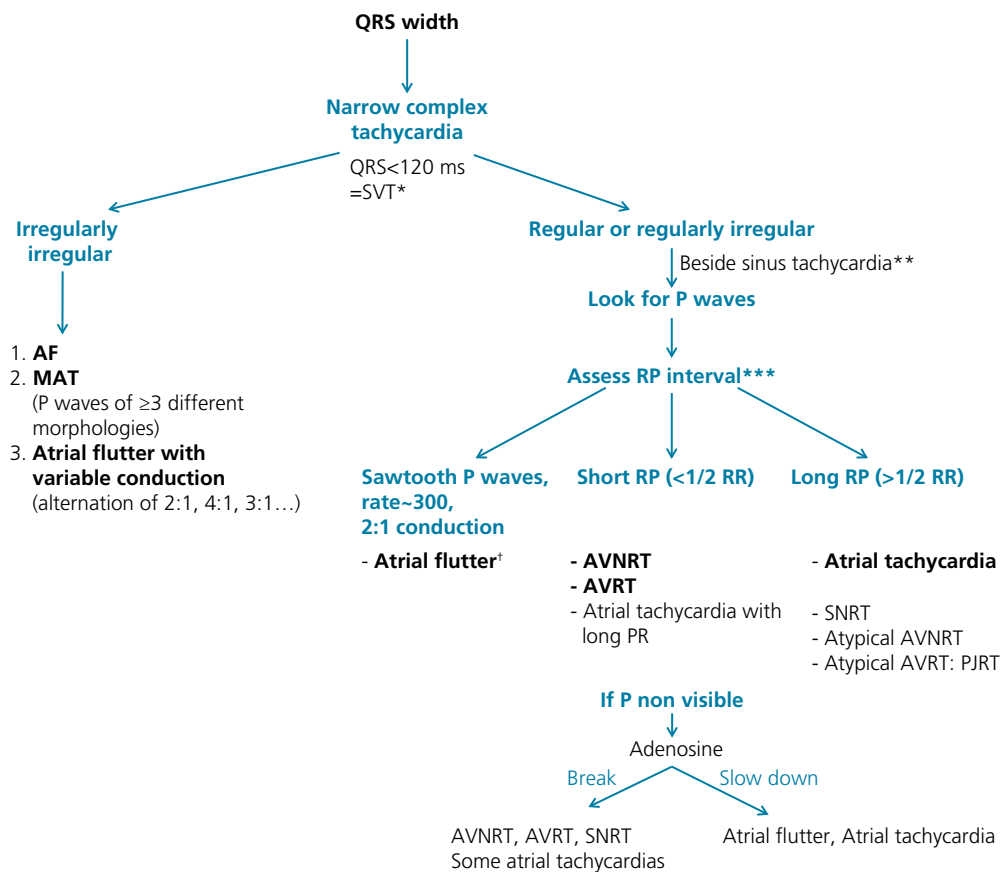 QRS width
Narrow complex
tachycardia
QRS<120 ms
=SVT*
Irregularly
irregular
1. AF
2. MAT
(P waves of ≥3 different
morphologies)
3. Atrial flutter with
variable conduction
(alternation of 2:1, 4:1, 3:1…)
Regular or regularly irregular
Beside sinus tachycardia**
Look for P waves
Assess RP interval***
Sawtooth P waves,
rate~300,
2:1 conduction
- Atrial flutter†
Short RP (<1/2 RR)
- AVNRT
- AVRT
- Atrial tachycardia with
long PR
Long RP (>1/2 RR)
- Atrial tachycardia
- SNRT
- Atypical AVNRT
- Atypical AVRT: PJRT
If P non visible
Adenosine
Break
Slow down
AVNRT, AVRT, SNRT
Some atrial tachycardias
Atrial flutter, Atrial tachycardia